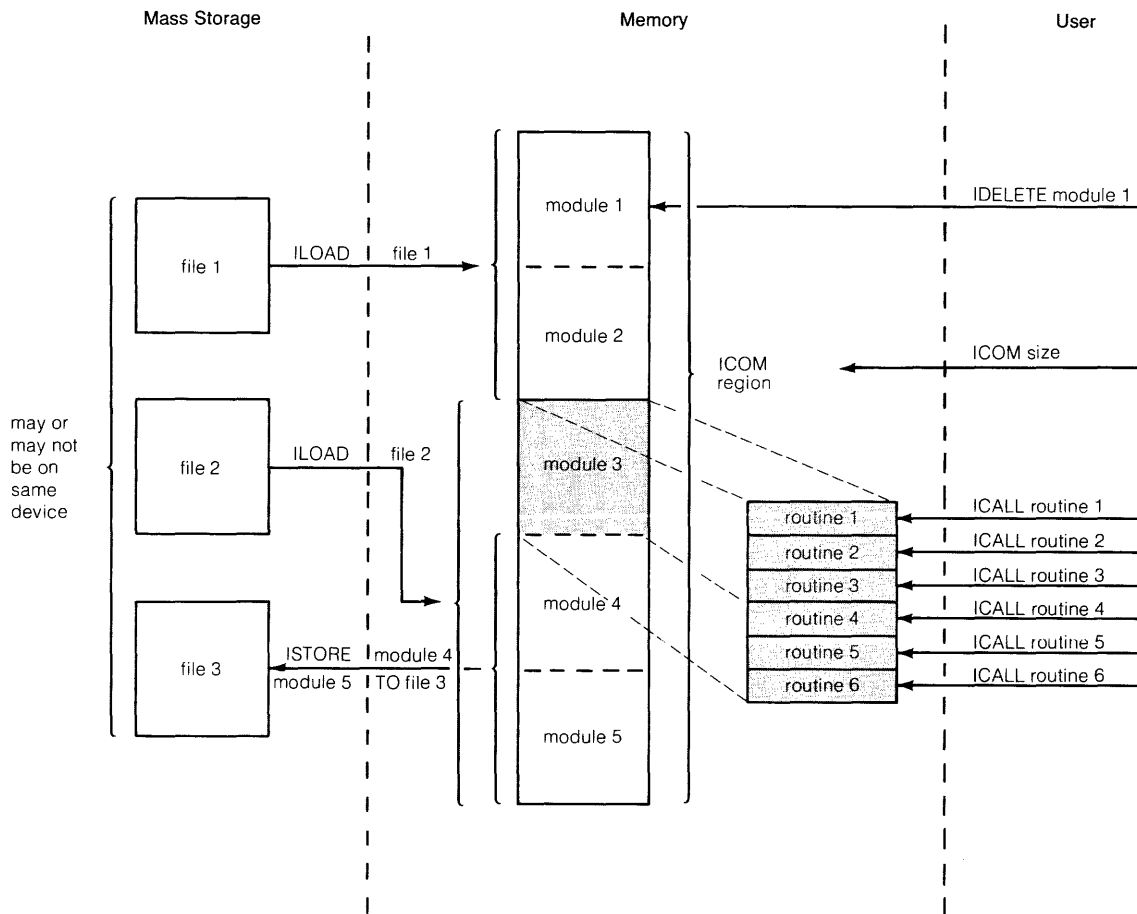 Mass Storage
Memory
User
module 1
IDELETE module 1
file 1
ILOAD file 1
module 2
ICOM size
ICOM
region
may or
may not
be on
same
device
file 2
ILOAD file 2
module 3
routine 1
ICALL routine 1
routine 2
ICALL routine 2
routine 3
ICALL routine 3
routine 4
ICALL routine 4
routine 5
ICALL routine 5
routine 6
ICALL routine 6
module 4
file 3
ISTORE module 4
module 5 TO file 3
module 5